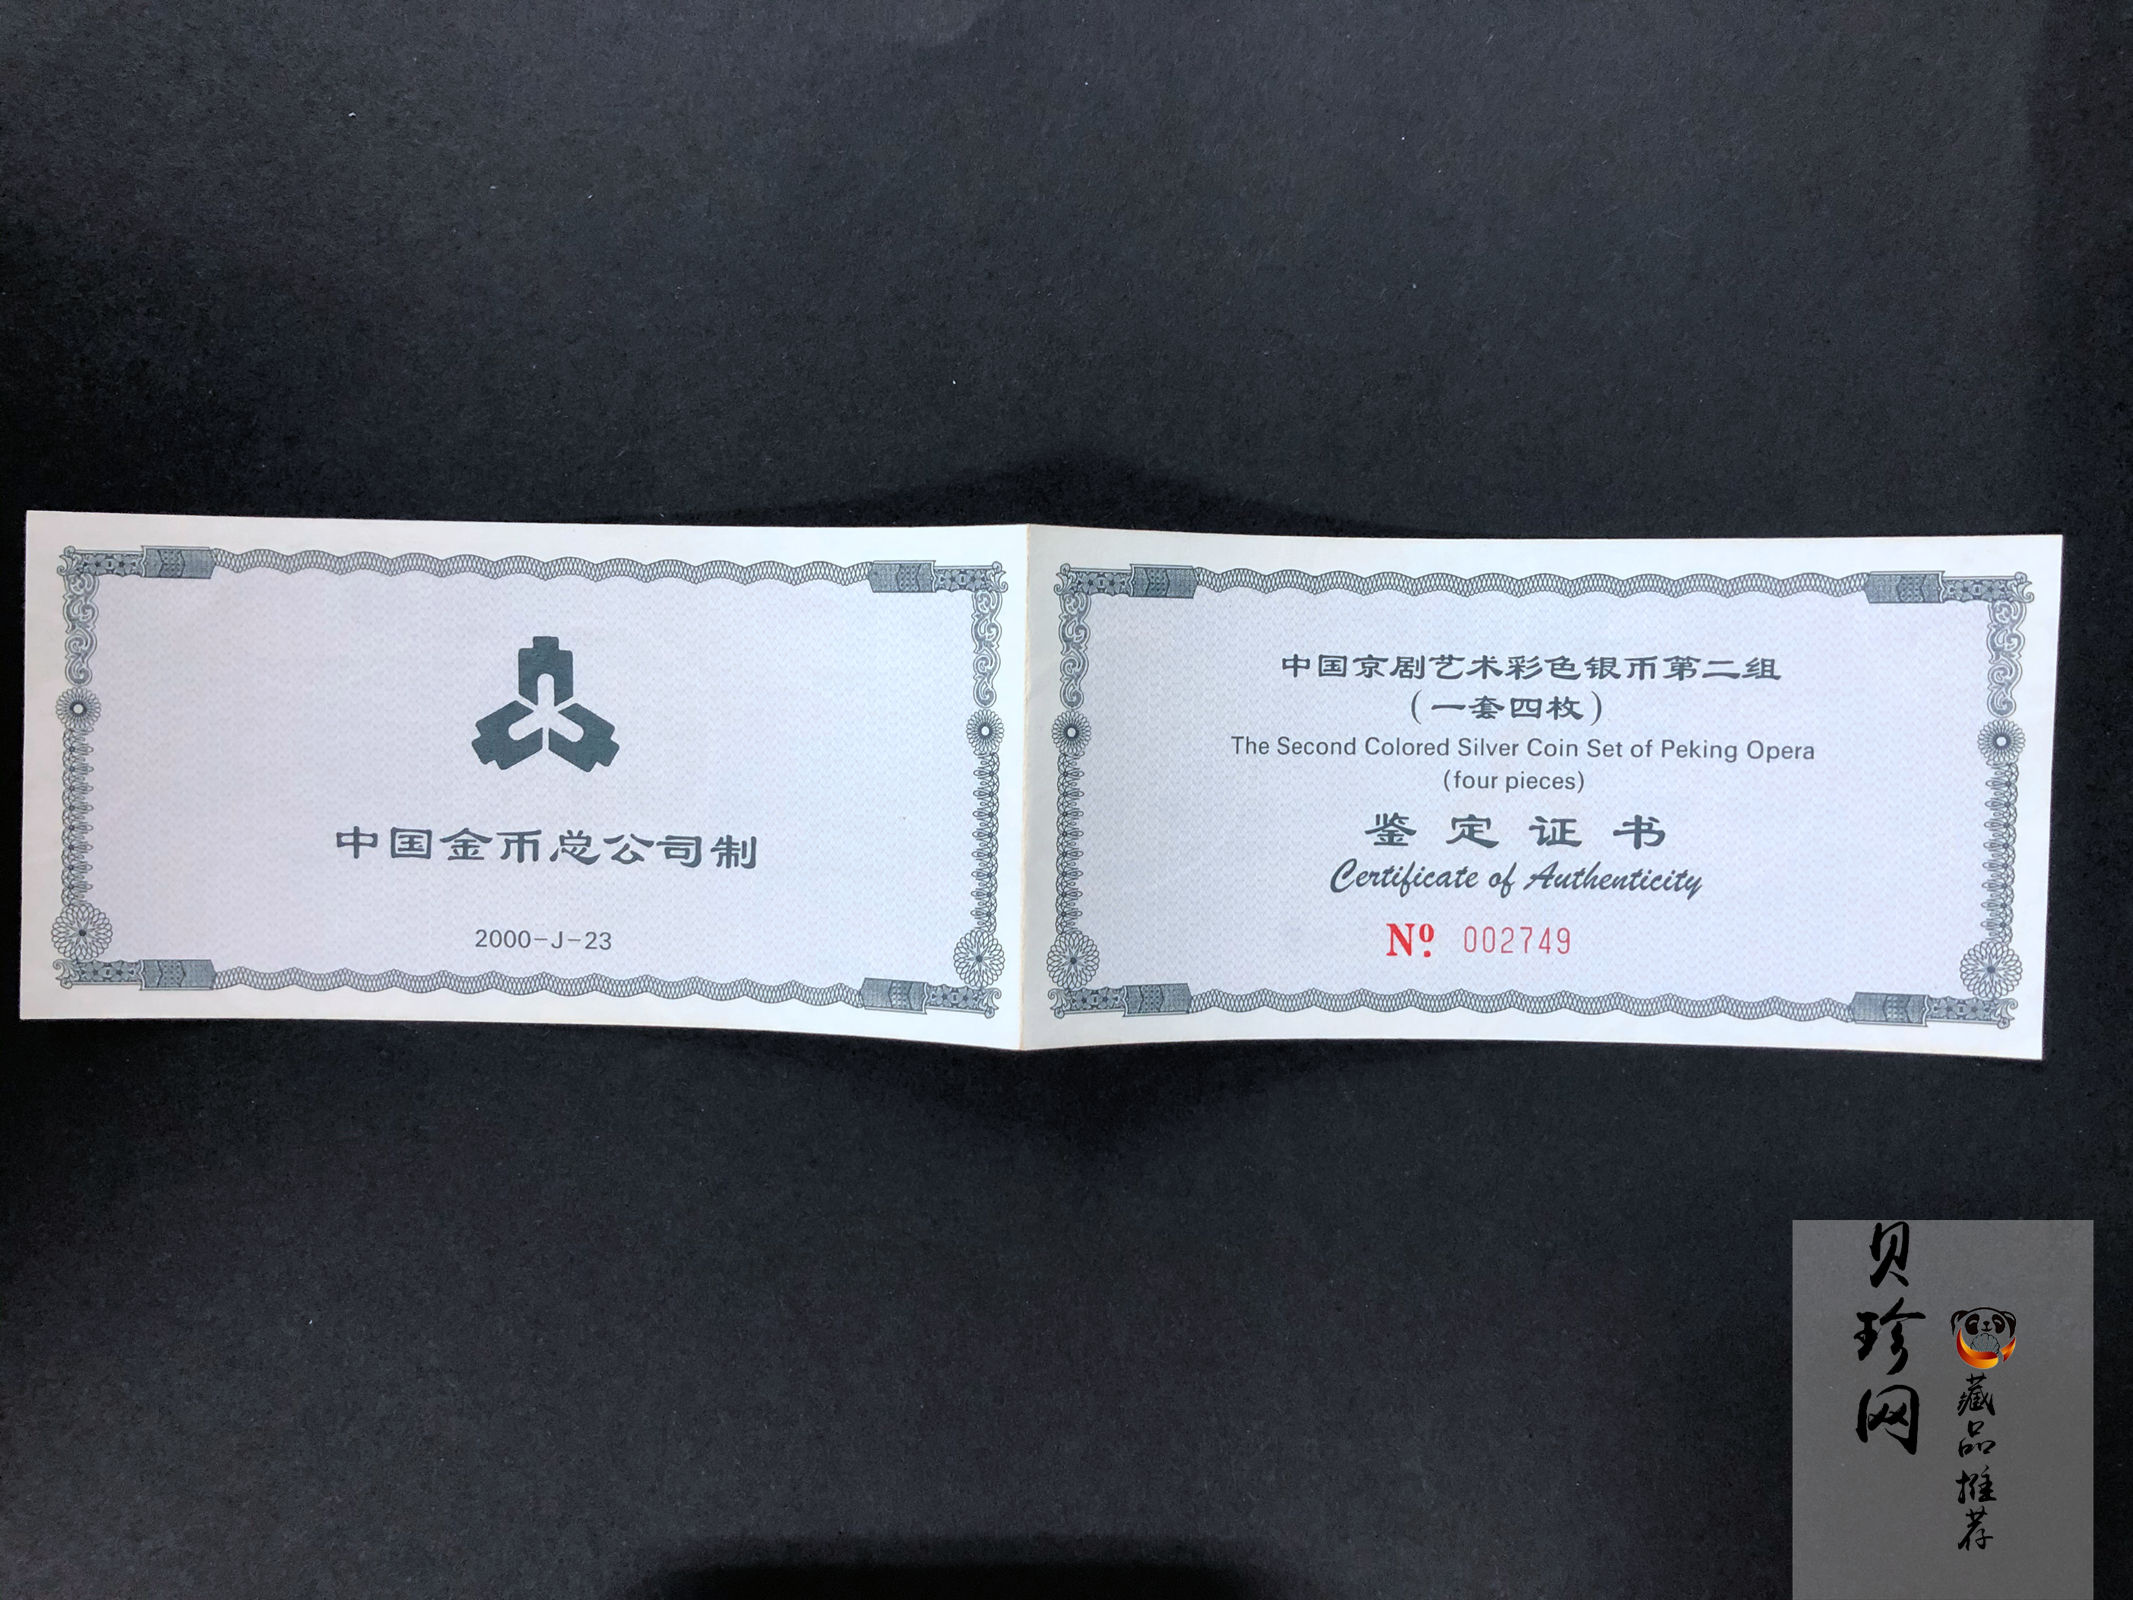 中国金币总公司制
2000-J-23
中国京剧艺术彩色银币第二组
(一套四枚)
The Second Colored Silver Coin Set of Peking Opera
(four pieces)
鉴定证书
Certificate of Authenticity
Nº 002749
贝珍网
藏品推荐